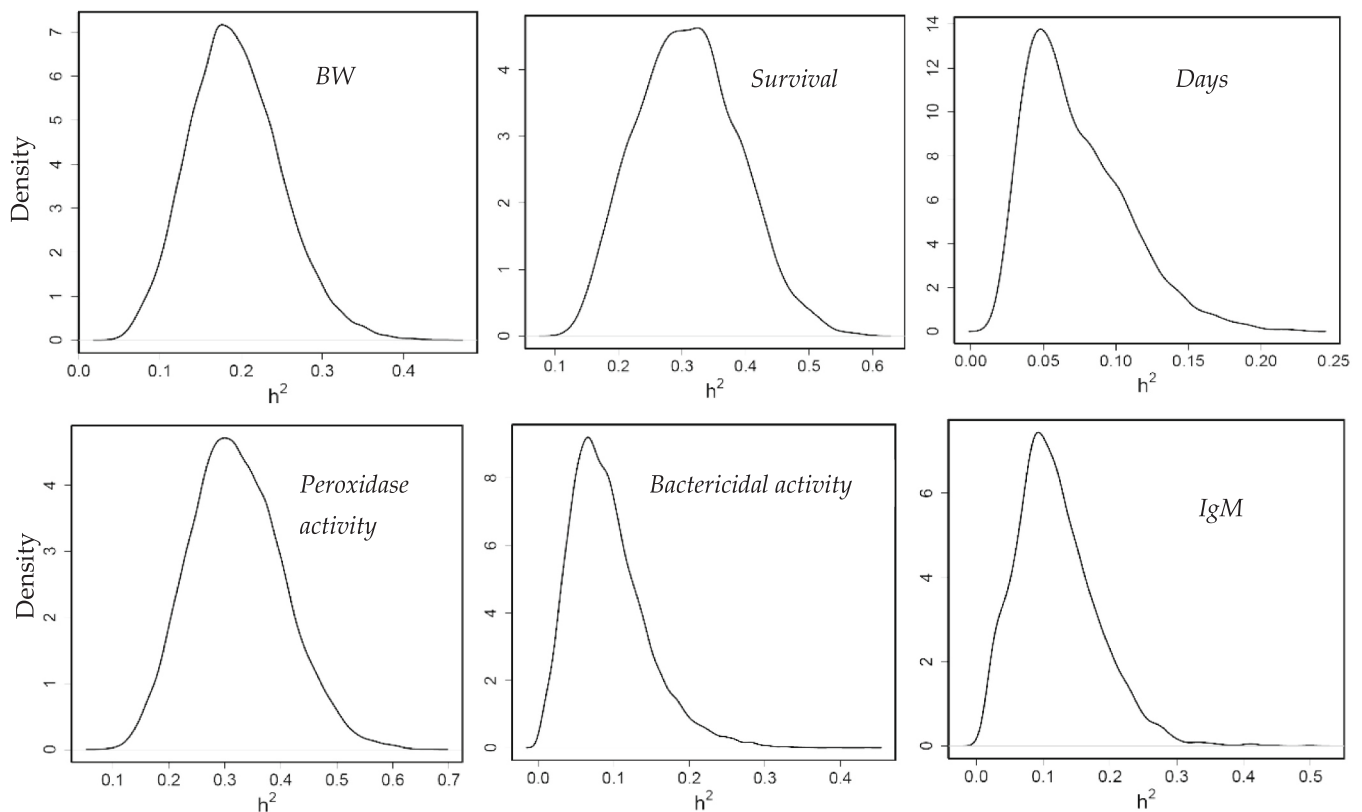 BW
Density
7
6
5
4
3
2
1
0
0.0 0.1 0.2 0.3 0.4
h²
Survival
4
3
2
1
0
0.1 0.2 0.3 0.4 0.5 0.6
h²
Days
14
12
10
8
6
4
2
0
0.00 0.05 0.10 0.15 0.20 0.25
h²
Peroxidase
activity
Density
4
3
2
1
0
0.1 0.2 0.3 0.4 0.5 0.6 0.7
h²
Bactericidal activity
8
6
4
2
0
0.0 0.1 0.2 0.3 0.4
h²
IgM
6
4
2
0
0.0 0.1 0.2 0.3 0.4 0.5
h²